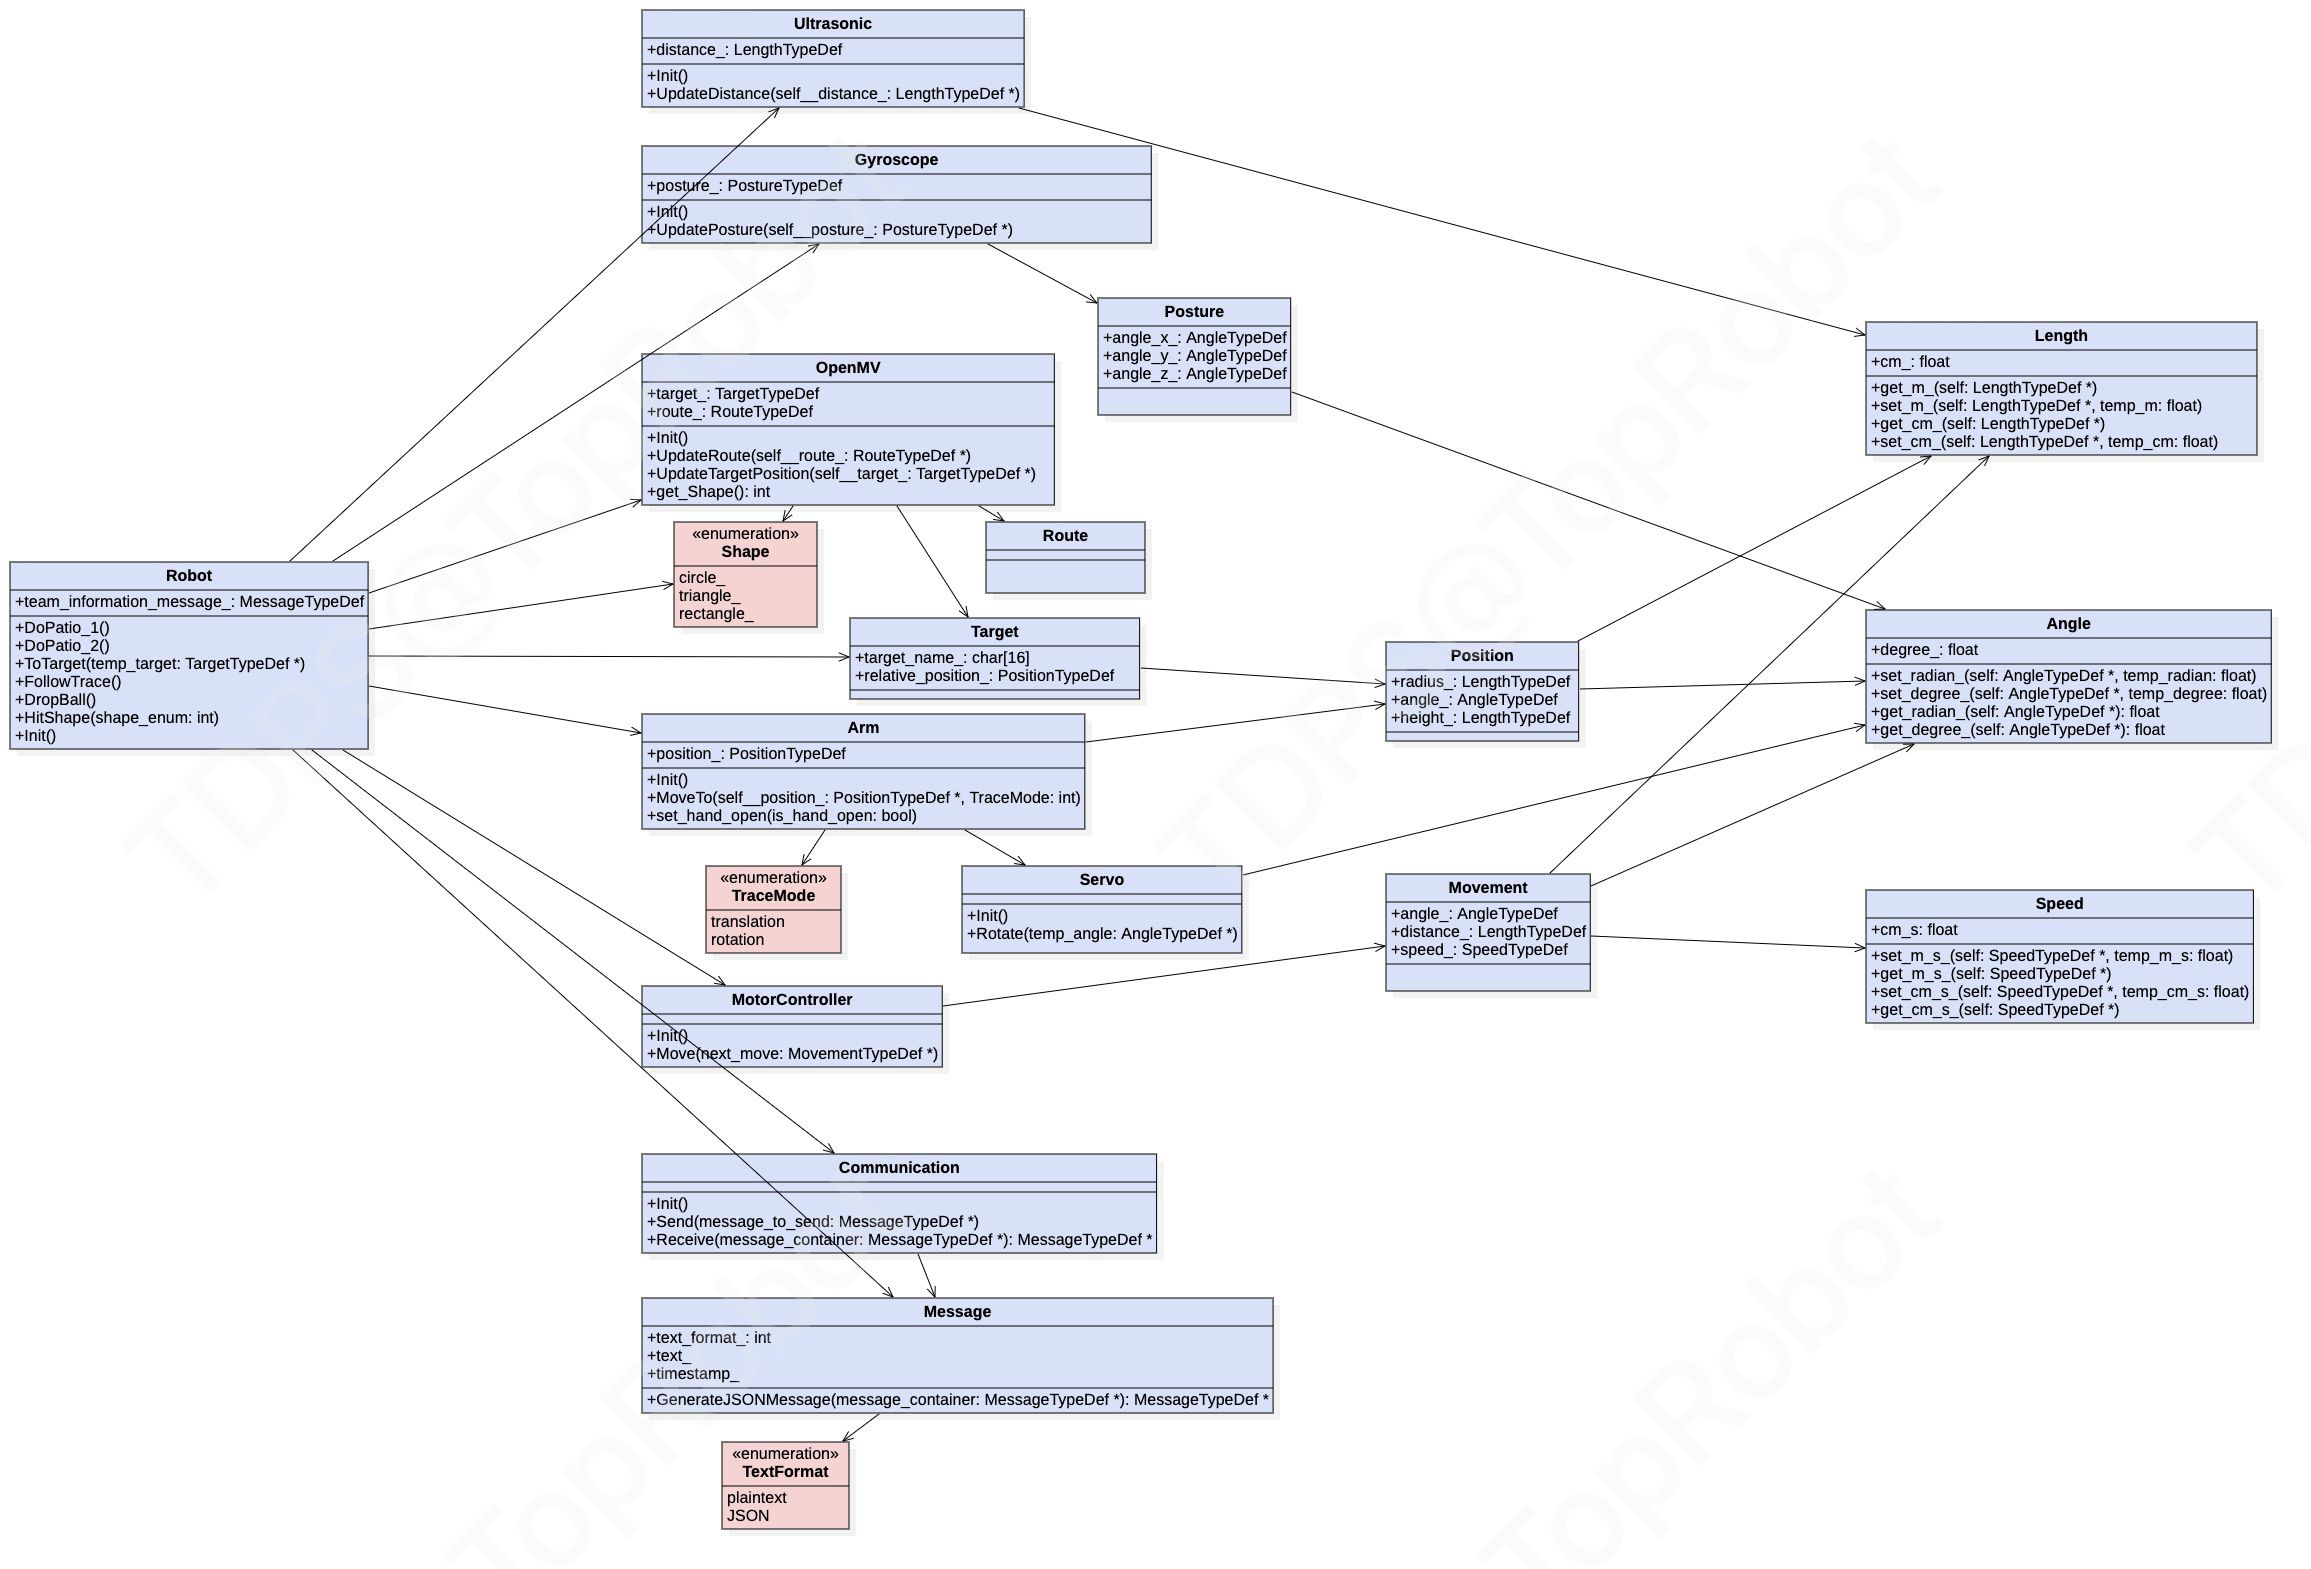 Ultrasonic
+distance_: LengthTypeDef
+Init()
+UpdateDistance(self__distance_: LengthTypeDef *)
Gyroscope
+posture_: PostureTypeDef
+Init()
+UpdatePosture(self__posture_: PostureTypeDef *)
Posture
+angle_x_: AngleTypeDef
+angle_y_: AngleTypeDef
+angle_z_: AngleTypeDef
Length
+cm_: float
+get_m_(self: LengthTypeDef *)
+set_m_(self: LengthTypeDef *, temp_m: float)
+get_cm_(self: LengthTypeDef *)
+set_cm_(self: LengthTypeDef *, temp_cm: float)
OpenMV
+target_: TargetTypeDef
+route_: RouteTypeDef
+Init()
+UpdateRoute(self__route_: RouteTypeDef *)
+UpdateTargetPosition(self__target_: TargetTypeDef *)
+get_Shape(): int
«enumeration»
Shape
circle_
triangle_
rectangle_
Route
Robot
+team_information_message_: MessageTypeDef
+DoPatio_1()
+DoPatio_2()
+ToTarget(temp_target: TargetTypeDef *)
+FollowTrace()
+DropBall()
+HitShape(shape_enum: int)
+Init()
Target
+target_name_: char[16]
+relative_position_: PositionTypeDef
Position
+radius_: LengthTypeDef
+angle_: AngleTypeDef
+height_: LengthTypeDef
Angle
+degree_: float
+set_radian_(self: AngleTypeDef *, temp_radian: float)
+set_degree_(self: AngleTypeDef *, temp_degree: float)
+get_radian_(self: AngleTypeDef *): float
+get_degree_(self: AngleTypeDef *): float
Arm
+position_: PositionTypeDef
+Init()
+MoveTo(self__position_: PositionTypeDef *, TraceMode: int)
+set_hand_open(is_hand_open: bool)
«enumeration»
TraceMode
translation
rotation
Servo
+Init()
+Rotate(temp_angle: AngleTypeDef *)
Movement
+angle_: AngleTypeDef
+distance_: LengthTypeDef
+speed_: SpeedTypeDef
Speed
+cm_s: float
+set_m_s_(self: SpeedTypeDef *, temp_m_s: float)
+get_m_s_(self: SpeedTypeDef *)
+set_cm_s_(self: SpeedTypeDef *, temp_cm_s: float)
+get_cm_s_(self: SpeedTypeDef *)
MotorController
+Init()
+Move(next_move: MovementTypeDef *)
Communication
+Init()
+Send(message_to_send: MessageTypeDef *)
+Receive(message_container: MessageTypeDef *): MessageTypeDef *
Message
+text_format_: int
+text_
+timestamp_
+GenerateJSONMessage(message_container: MessageTypeDef *): MessageTypeDef *
«enumeration»
TextFormat
plaintext
JSON
TDPS@TopRobot
TDPS@TopRobot
TD
TopRobot
TopRobot